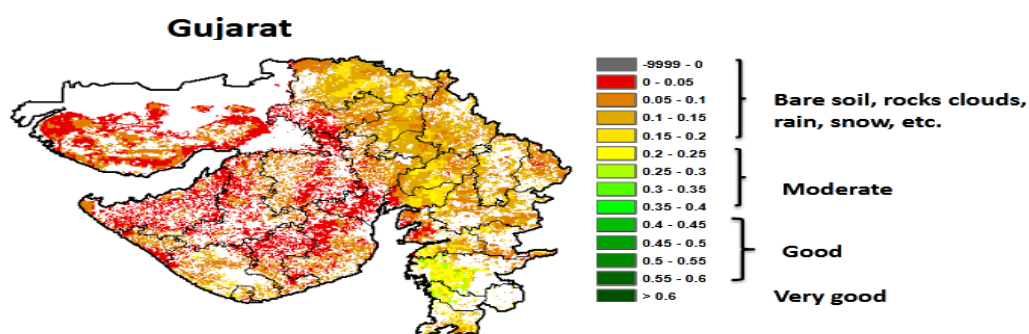 Gujarat
-9999 - 0
0 - 0.05
0.05 - 0.1
0.1 - 0.15
0.15 - 0.2
0.2 - 0.25
0.25 - 0.3
0.3 - 0.35
0.35 - 0.4
0.4 - 0.45
0.45 - 0.5
0.5 - 0.55
0.55 - 0.6
> 0.6
Bare soil, rocks clouds,
rain, snow, etc.
Moderate
Good
Very good